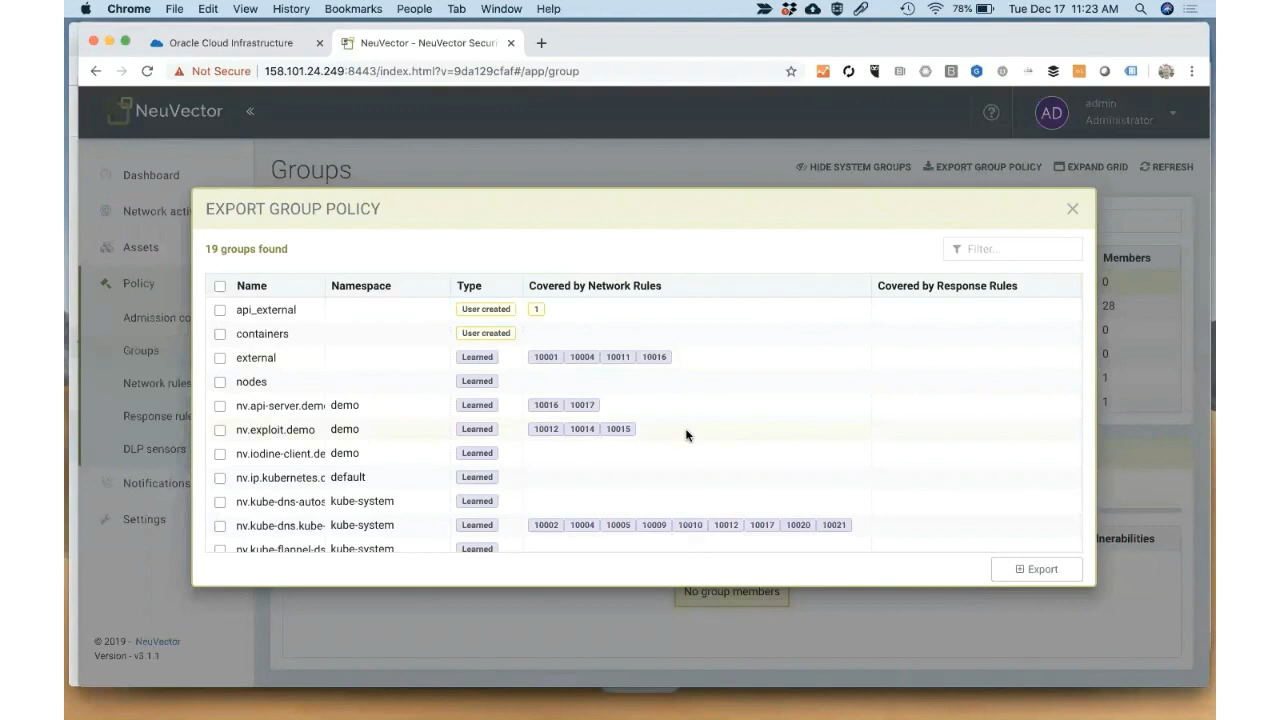 Chrome File Edit View History Bookmarks People Tab Window Help 78% Tue Dec 17 11:23 AM
Oracle Cloud Infrastructure NeuVector - NeuVector Securi
Not Secure 158.101.24.249:8443/index.html?v=9da129cfaf#/app/group
NeuVector « AD admin
Administrator
Dashboard
Network acti
Assets
Policy
Admission co
Groups
Network rules
Response rule
DLP sensors
Notifications
Settings
© 2019 - NeuVector
Version - v3.1.1
Groups HIDE SYSTEM GROUPS EXPORT GROUP POLICY EXPAND GRID REFRESH
EXPORT GROUP POLICY
19 groups found Filter...
Name Namespace Type Covered by Network Rules Covered by Response Rules
api_external User created 1
containers User created
external Learned 10001 10004 10011 10016
nodes Learned
nv.api-server.dem demo Learned 10016 10017
nv.exploit.demo demo Learned 10012 10014 10015
nv.iodine-client.de demo Learned
nv.ip.kubernetes.c default Learned
nv.kube-dns-autos kube-system Learned
nv.kube-dns.kube- kube-system Learned 10002 10004 10005 10009 10010 10012 10017 10020 10021
nv.kube-flannel-ds kube-system Learned
Export
Members
0
28
0
0
1
1
nerabilities
No group members